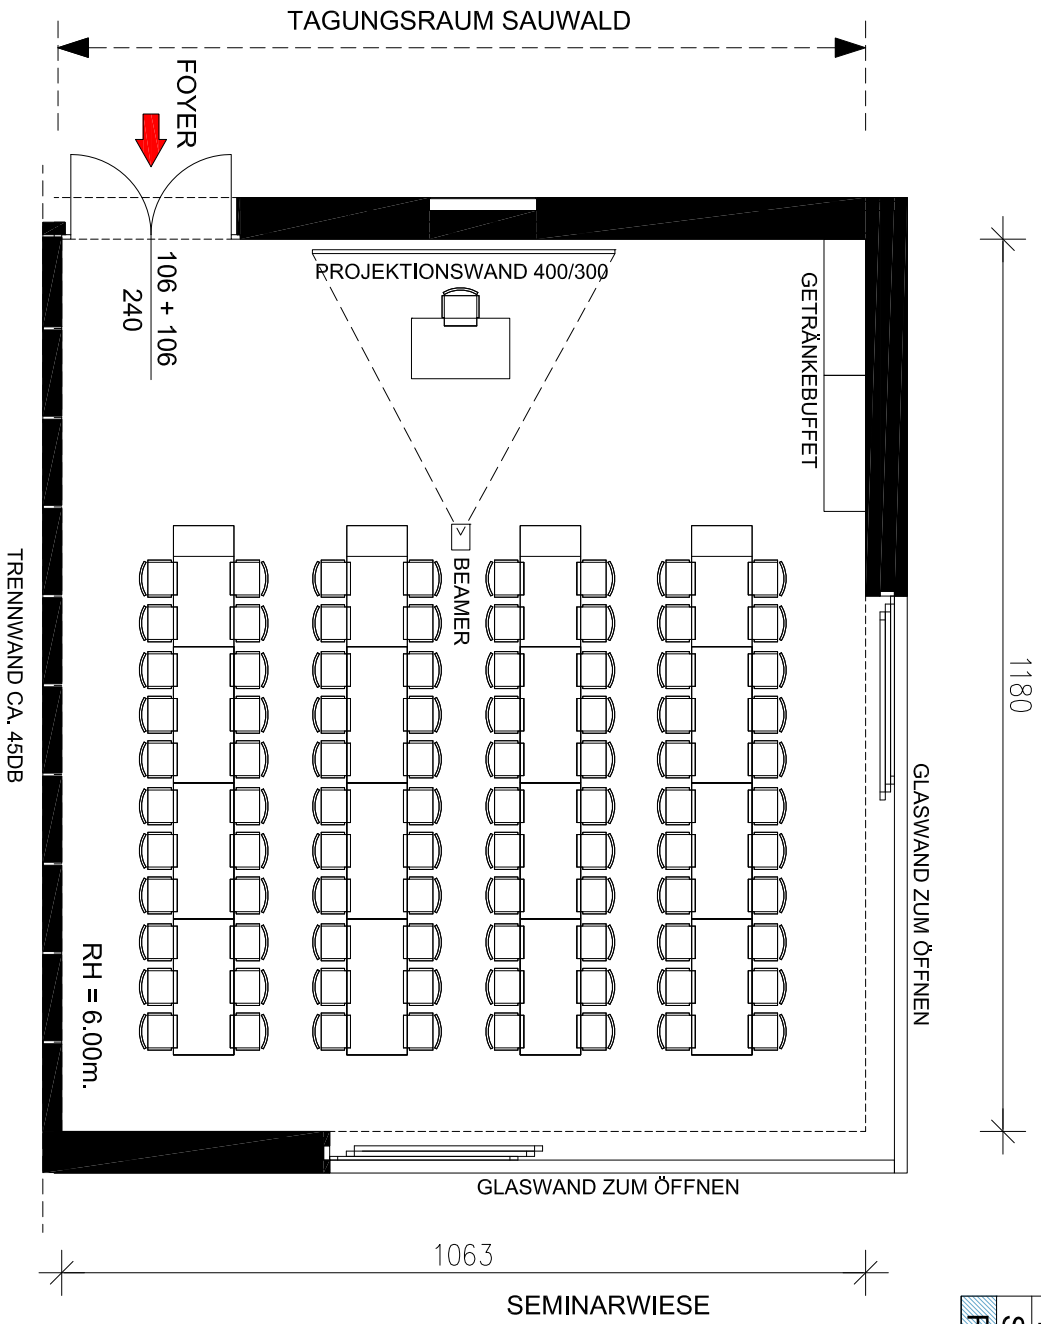 TAGUNGSRAUM SAUWALD
FOYER
106 + 106
240
PROJEKTIONSWAND 400/300
GETRÄNKEBUFFET
BEAMER
TRENNWAND CA. 45DB
1180
GLASWAND ZUM ÖFFNEN
RH = 6.00m.
GLASWAND ZUM ÖFFNEN
1063
SEMINARWIESE